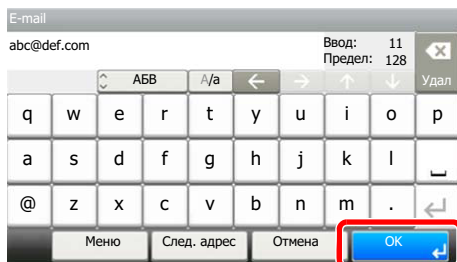 E-mail
abc@def.com
Ввод: 11
Предел: 128
Удал
АБВ A/a
q w e r t y u i o p
a s d f g h j k l _
@ z x c v b n m .
Меню След. адрес Отмена OK